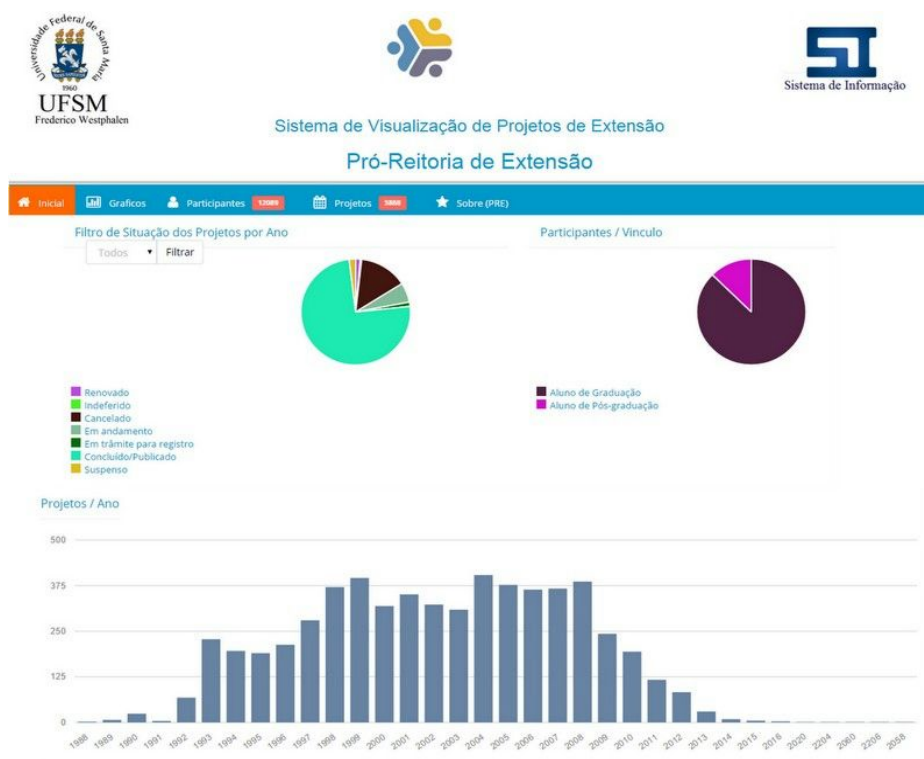 Universidade Federal de Santa Maria
1960
UFSM
Frederico Westphalen
SI
Sistema de Informação
Sistema de Visualização de Projetos de Extensão
Pró-Reitoria de Extensão
Inicial Graficos Participantes 12089 Projetos Sobre (PRE)
Filtro de Situação dos Projetos por Ano
Todos Filtrar
Participantes / Vinculo
Renovado
Indeferido
Cancelado
Em andamento
Em trâmite para registro
Concluído/Publicado
Suspenso
Aluno de Graduação
Aluno de Pós-graduação
Projetos / Ano
500
375
250
125
0
1988 1989 1990 1991 1992 1993 1994 1995 1996 1997 1998 1999 2000 2001 2002 2003 2004 2005 2006 2007 2008 2009 2010 2011 2012 2013 2014 2015 2016 2020 2204 2060 2206 2058